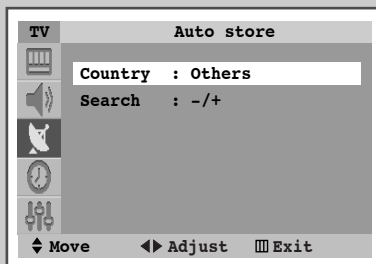 TV Auto store
Country : Others
Search : -/+
Move Adjust Exit